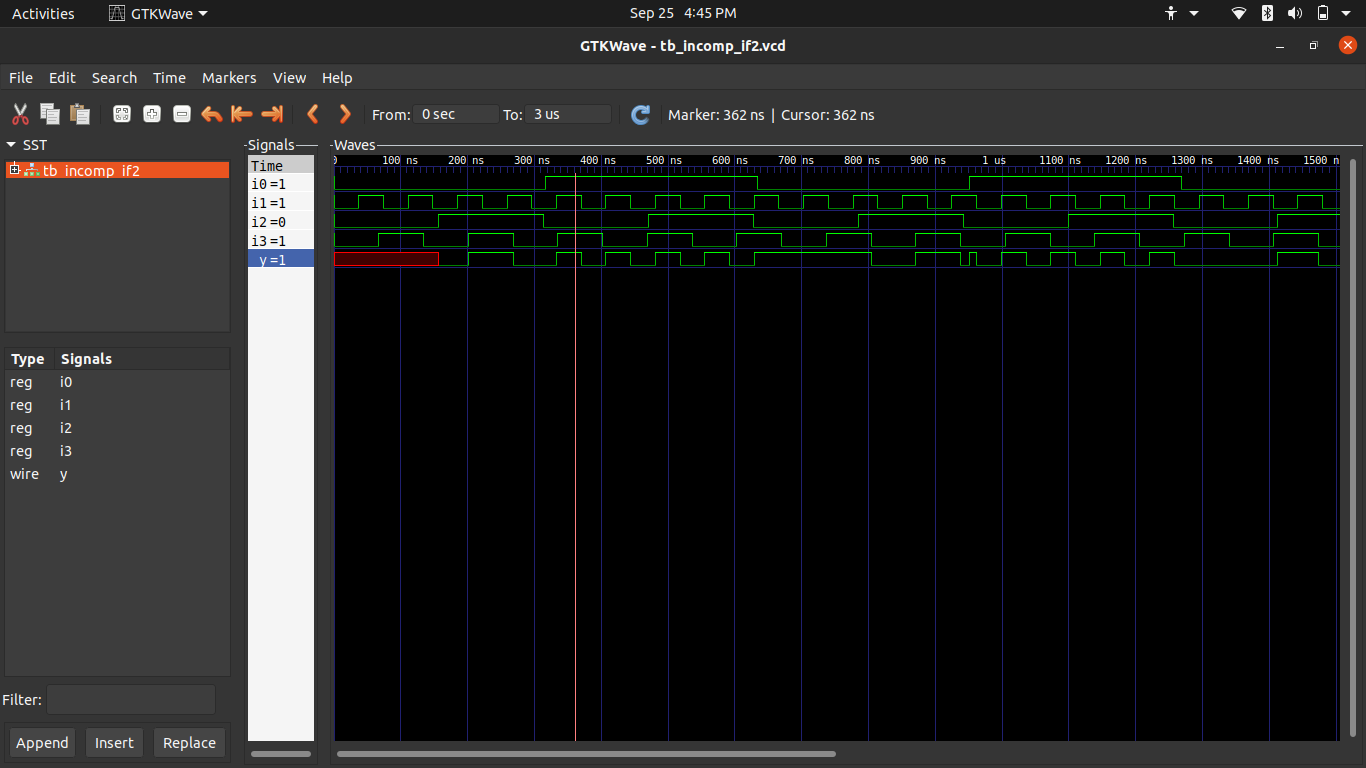 Activities GTKWave Sep 25 4:45 PM
GTKWave - tb_incomp_if2.vcd
File Edit Search Time Markers View Help
From: 0 sec To: 3 us Marker: 362 ns | Cursor: 362 ns
SST Signals Waves
tb_incomp_if2
Time
0 100 ns 200 ns 300 ns 400 ns 500 ns 600 ns 700 ns 800 ns 900 ns 1 us 1100 ns 1200 ns 1300 ns 1400 ns 1500 n
i0 =1
i1 =1
i2 =0
i3 =1
y =1
Type Signals
reg i0
reg i1
reg i2
reg i3
wire y
Filter:
Append Insert Replace